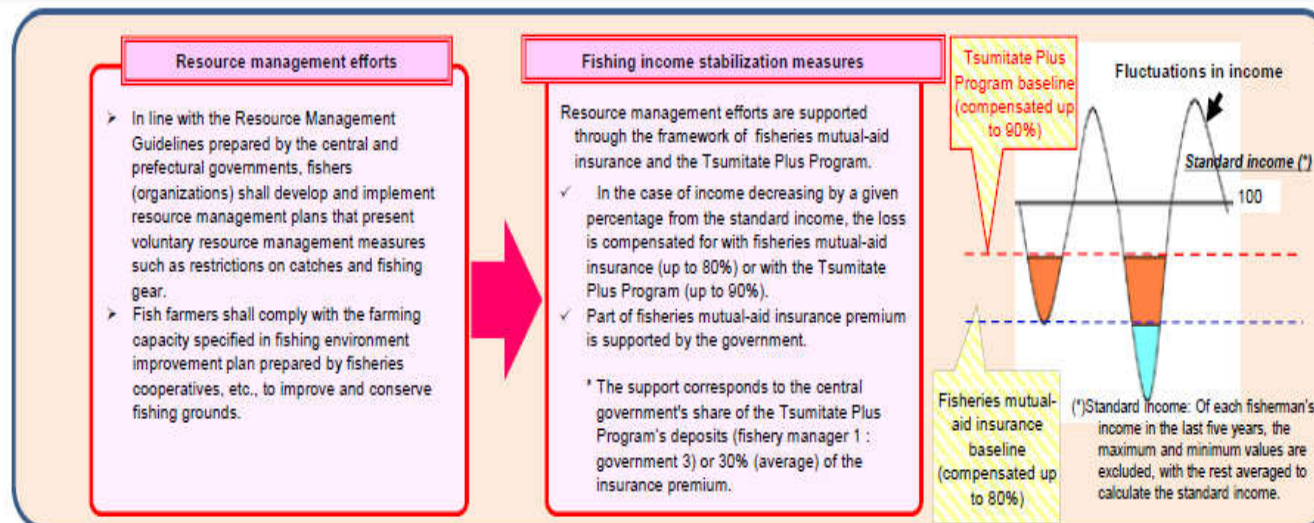 Resource management efforts
➤ In line with the Resource Management
Guidelines prepared by the central and
prefectural governments, fishers
(organizations) shall develop and implement
resource management plans that present
voluntary resource management measures
such as restrictions on catches and fishing
gear.
➤ Fish farmers shall comply with the farming
capacity specified in fishing environment
improvement plan prepared by fisheries
cooperatives, etc., to improve and conserve
fishing grounds.
Fishing income stabilization measures
Resource management efforts are supported
through the framework of fisheries mutual-aid
insurance and the Tsumitate Plus Program.
✓ In the case of income decreasing by a given
percentage from the standard income, the loss
is compensated for with fisheries mutual-aid
insurance (up to 80%) or with the Tsumitate
Plus Program (up to 90%).
✓ Part of fisheries mutual-aid insurance premium
is supported by the government.
* The support corresponds to the central
government's share of the Tsumitate Plus
Program's deposits (fishery manager 1 :
government 3) or 30% (average) of the
insurance premium.
Tsumitate Plus
Program baseline
(compensated up
to 90%)
Fluctuations in income
Standard income (*)
100
Fisheries mutual-
aid insurance
baseline
(compensated up
to 80%)
(*)Standard Income: Of each fisherman's
income in the last five years, the
maximum and minimum values are
excluded, with the rest averaged to
calculate the standard income.